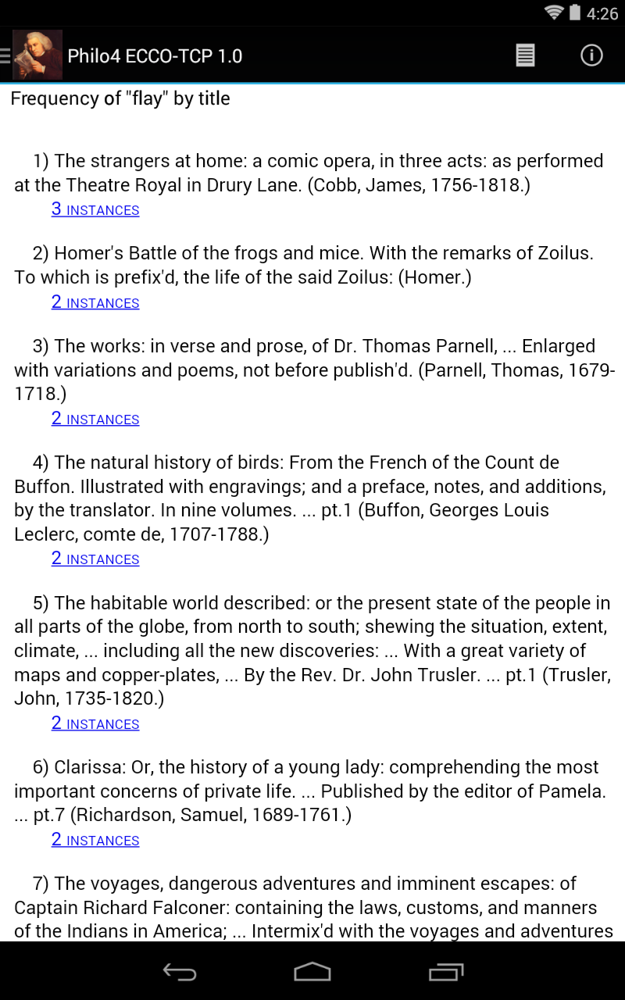 4:26
Philo4 ECCO-TCP 1.0
Frequency of "flay" by title
1) The strangers at home: a comic opera, in three acts: as performed
at the Theatre Royal in Drury Lane. (Cobb, James, 1756-1818.)
3 INSTANCES
2) Homer's Battle of the frogs and mice. With the remarks of Zoilus.
To which is prefix'd, the life of the said Zoilus: (Homer.)
2 INSTANCES
3) The works: in verse and prose, of Dr. Thomas Parnell, ... Enlarged
with variations and poems, not before publish'd. (Parnell, Thomas, 1679-
1718.)
2 INSTANCES
4) The natural history of birds: From the French of the Count de
Buffon. Illustrated with engravings; and a preface, notes, and additions,
by the translator. In nine volumes. ... pt.1 (Buffon, Georges Louis
Leclerc, comte de, 1707-1788.)
2 INSTANCES
5) The habitable world described: or the present state of the people in
all parts of the globe, from north to south; shewing the situation, extent,
climate, ... including all the new discoveries: ... With a great variety of
maps and copper-plates, ... By the Rev. Dr. John Trusler. ... pt.1 (Trusler,
John, 1735-1820.)
2 INSTANCES
6) Clarissa: Or, the history of a young lady: comprehending the most
important concerns of private life. ... Published by the editor of Pamela.
... pt.7 (Richardson, Samuel, 1689-1761.)
2 INSTANCES
7) The voyages, dangerous adventures and imminent escapes: of
Captain Richard Falconer: containing the laws, customs, and manners
of the Indians in America; ... Intermix'd with the voyages and adventures